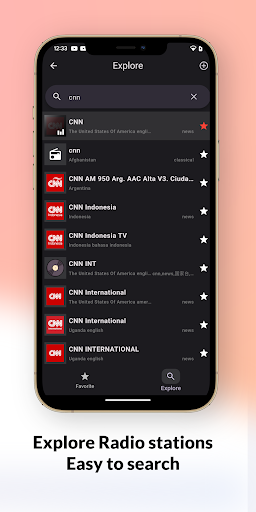 12:33
Explore
cnn
CNN
The United States Of America engli...
news
cnn
Afghanistan
classical
CNN AM 950 Arg. AAC Alta V3. Ciuda...
Argentina
CNN Indonesia
Indonesia
news
CNN Indonesia TV
Indonesia bahasa indonesia
CNN INT
The United States Of America engli...
CNN International
The United States Of America amer...
news
CNN International
Uganda english
news
CNN INTERNATIONAL
Uganda english
news
Favorite
Explore
Explore Radio stations
Easy to search